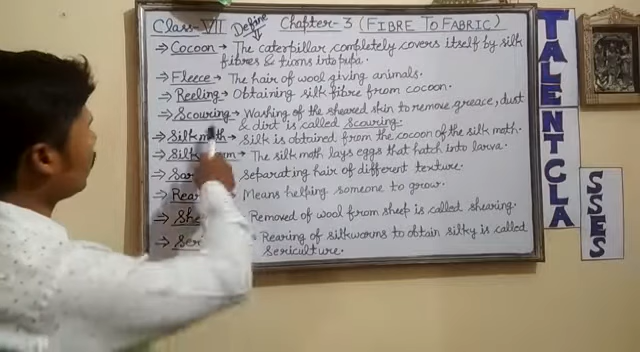 Class-VII Define Chapter-3 (FIBRE TO FABRIC)
⇒ Cocoon → The caterpillar completely covers itself by silk
fibres & turns into pupa.
⇒ Fleece → The hair of wool giving animals.
⇒ Reeling → Obtaining silk fibre from cocoon.
⇒ Scouring → Washing of the sheared skin to remove greace, dust
& dirt is called scouring.
⇒ Silk moth → Silk is obtained from the cocoon of the silk moth.
⇒ → The silk moth lays eggs that hatch into larva.
⇒ separating hair of different texture.
⇒ Means helping someone to grow.
⇒ Removed of wool from sheep is called shearing.
⇒ Rearing of silkworms to obtain silky is called
sericulture.
TALENT
CLA
SSES